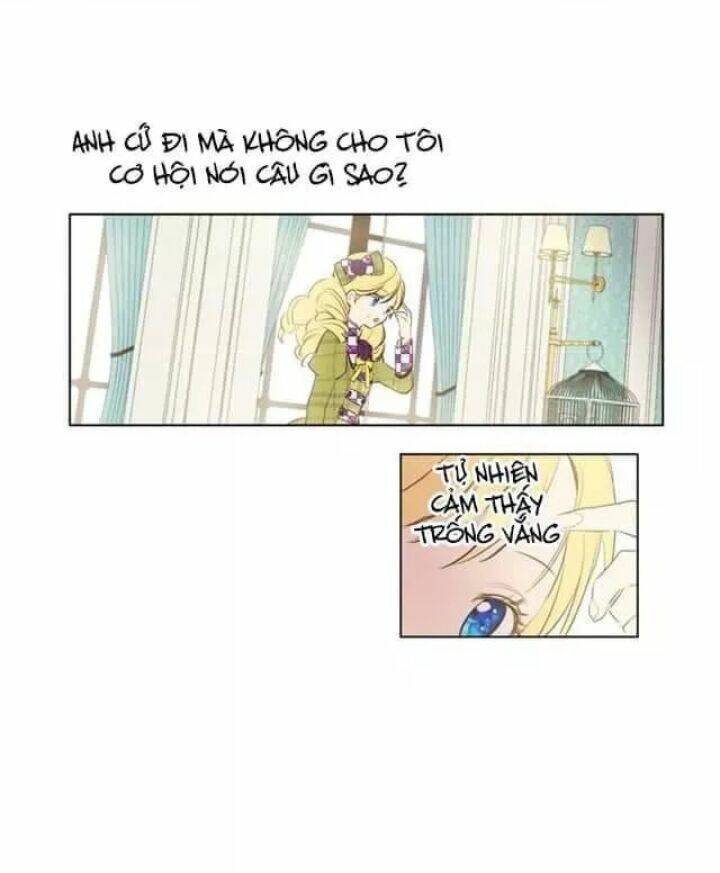 ANH CỨ ĐI MÀ KHÔNG CHO TÔI
CƠ HỘI NÓI CÂU GÌ SAO?
TỰ NHIÊN
CẢM THẤY
TRỐNG VẮNG